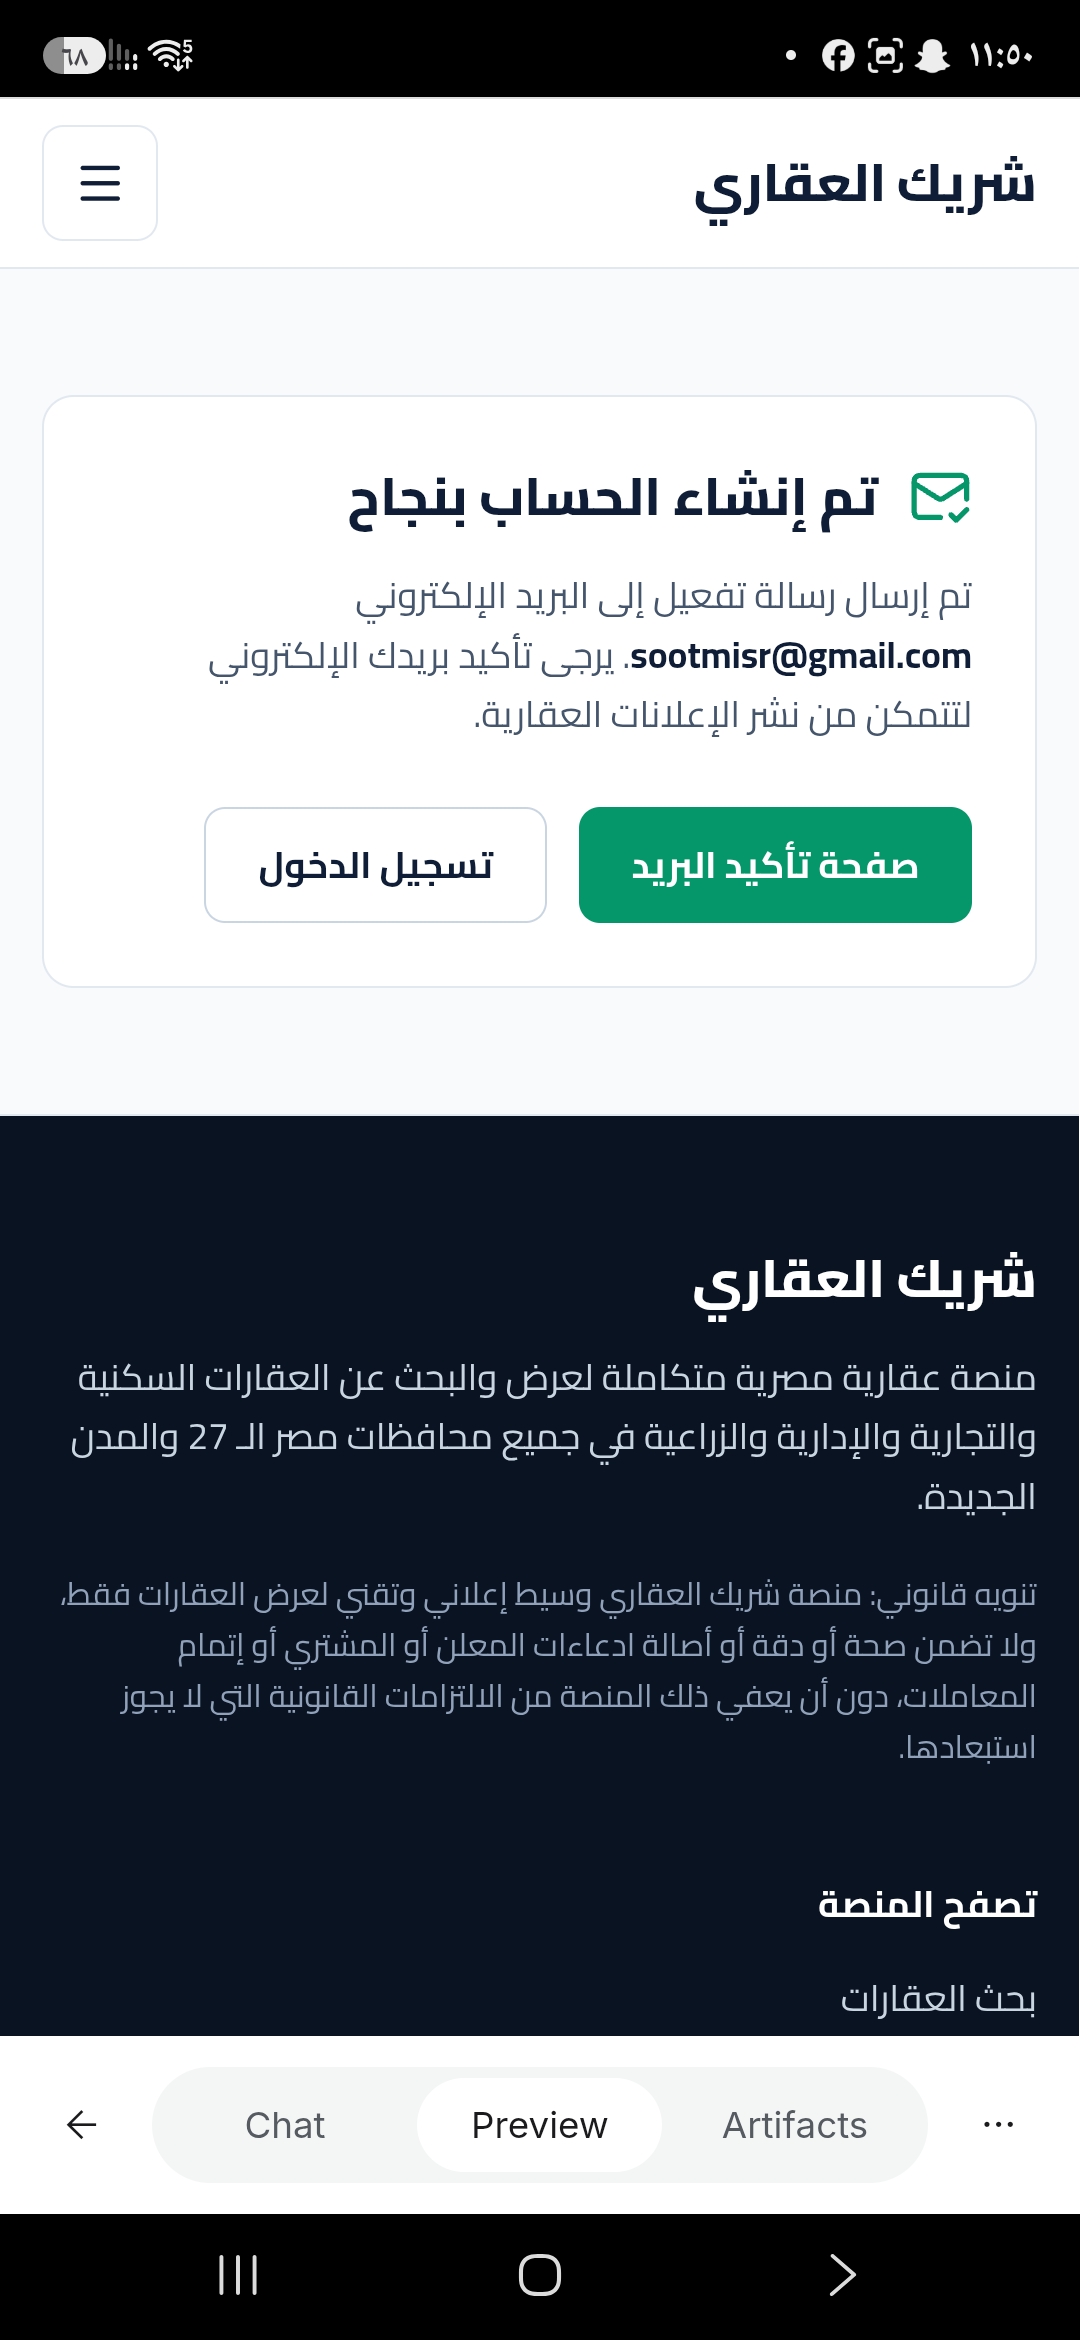 ١١:٥٠
٦٨
5
شريك العقاري
تم إنشاء الحساب بنجاح
تم إرسال رسالة تفعيل إلى البريد الإلكتروني
sootmisr@gmail.com. يرجى تأكيد بريدك الإلكتروني
لتتمكن من نشر الإعلانات العقارية.
صفحة تأكيد البريد
تسجيل الدخول
شريك العقاري
منصة عقارية مصرية متكاملة لعرض والبحث عن العقارات السكنية
والتجارية والإدارية والزراعية في جميع محافظات مصر الـ 27 والمدن
الجديدة.
تنويه قانوني: منصة شريك العقاري وسيط إعلاني وتقني لعرض العقارات فقط،
ولا تضمن صحة أو دقة أو أصالة ادعاءات المعلن أو المشتري أو إتمام
المعاملات، دون أن يعفي ذلك المنصة من الالتزامات القانونية التي لا يجوز
استبعادها.
تصفح المنصة
بحث العقارات
Chat
Preview
Artifacts